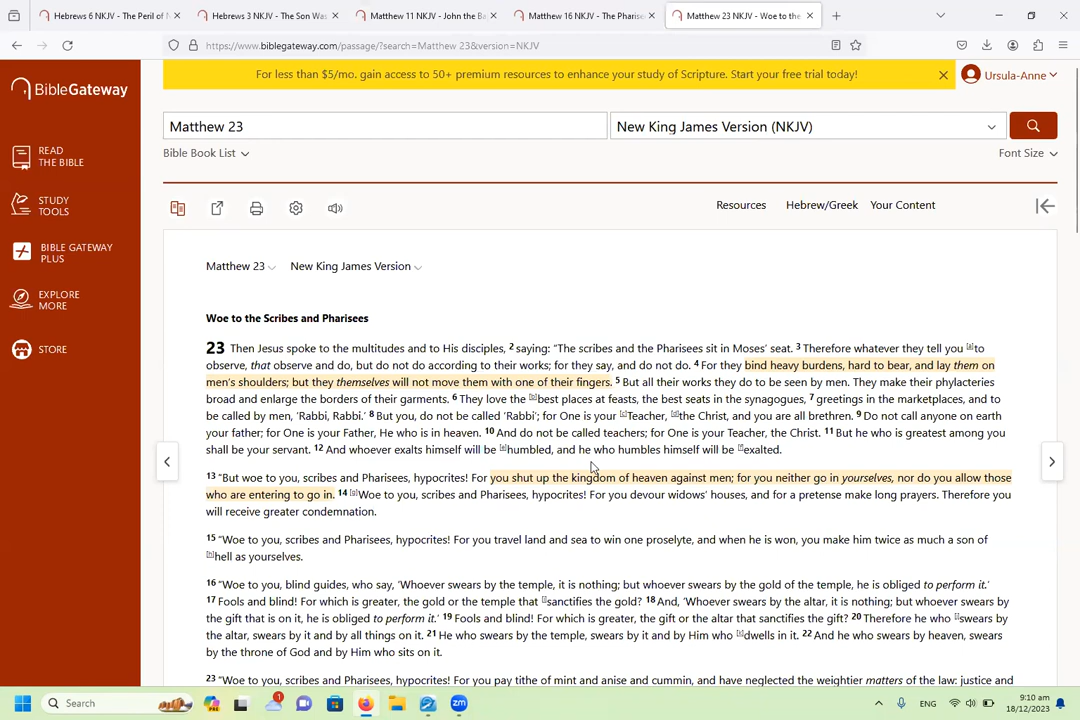 Hebrews 6 NKJV - The Peril of N
Hebrews 3 NKJV - The Son Was
Matthew 11 NKJV - John the Ba
Matthew 16 NKJV - The Pharise
Matthew 23 NKJV - Woe to the
https://www.biblegateway.com/passage/?search=Matthew 23&version=NKJV
For less than $5/mo. gain access to 50+ premium resources to enhance your study of Scripture. Start your free trial today!
Ursula-Anne
BibleGateway
Matthew 23
New King James Version (NKJV)
Bible Book List
Font Size
READ
THE BIBLE
STUDY
TOOLS
BIBLE GATEWAY
PLUS
EXPLORE
MORE
STORE
Resources
Hebrew/Greek
Your Content
Matthew 23
New King James Version
Woe to the Scribes and Pharisees
23 Then Jesus spoke to the multitudes and to His disciples, 2 saying: “The scribes and the Pharisees sit in Moses’ seat. 3 Therefore whatever they tell you [a]to
observe, that observe and do, but do not do according to their works; for they say, and do not do. 4 For they bind heavy burdens, hard to bear, and lay them on
men’s shoulders; but they themselves will not move them with one of their fingers. 5 But all their works they do to be seen by men. They make their phylacteries
broad and enlarge the borders of their garments. 6 They love the [b]best places at feasts, the best seats in the synagogues, 7 greetings in the marketplaces, and to
be called by men, ‘Rabbi, Rabbi.’ 8 But you, do not be called ‘Rabbi’; for One is your [c]Teacher, [d]the Christ, and you are all brethren. 9 Do not call anyone on earth
your father; for One is your Father, He who is in heaven. 10 And do not be called teachers; for One is your Teacher, the Christ. 11 But he who is greatest among you
shall be your servant. 12 And whoever exalts himself will be [e]humbled, and he who humbles himself will be [f]exalted.
13 “But woe to you, scribes and Pharisees, hypocrites! For you shut up the kingdom of heaven against men; for you neither go in yourselves, nor do you allow those
who are entering to go in. 14 [g]Woe to you, scribes and Pharisees, hypocrites! For you devour widows’ houses, and for a pretense make long prayers. Therefore you
will receive greater condemnation.
15 “Woe to you, scribes and Pharisees, hypocrites! For you travel land and sea to win one proselyte, and when he is won, you make him twice as much a son of
[h]hell as yourselves.
16 “Woe to you, blind guides, who say, ‘Whoever swears by the temple, it is nothing; but whoever swears by the gold of the temple, he is obliged to perform it.’
17 Fools and blind! For which is greater, the gold or the temple that [i]sanctifies the gold? 18 And, ‘Whoever swears by the altar, it is nothing; but whoever swears by
the gift that is on it, he is obliged to perform it.’ 19 Fools and blind! For which is greater, the gift or the altar that sanctifies the gift? 20 Therefore he who [j]swears by
the altar, swears by it and by all things on it. 21 He who swears by the temple, swears by it and by Him who [k]dwells in it. 22 And he who swears by heaven, swears
by the throne of God and by Him who sits on it.
23 “Woe to you, scribes and Pharisees, hypocrites! For you pay tithe of mint and anise and cummin, and have neglected the weightier matters of the law: justice and
Search
1
ENG
9:10 am
18/12/2023